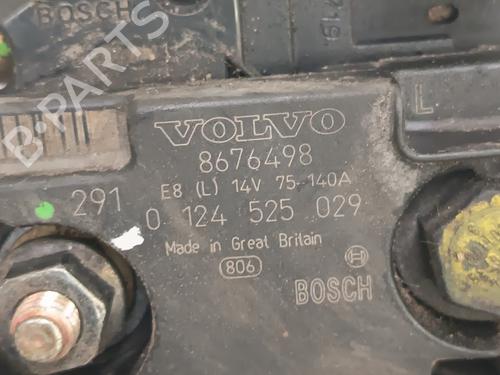 BOSCH
719
L
VOLVO
8676498
E8 (L) 14V 75-140A
291
0 124 525 029
Made in Great Britain
806
BOSCH
B-PARTS